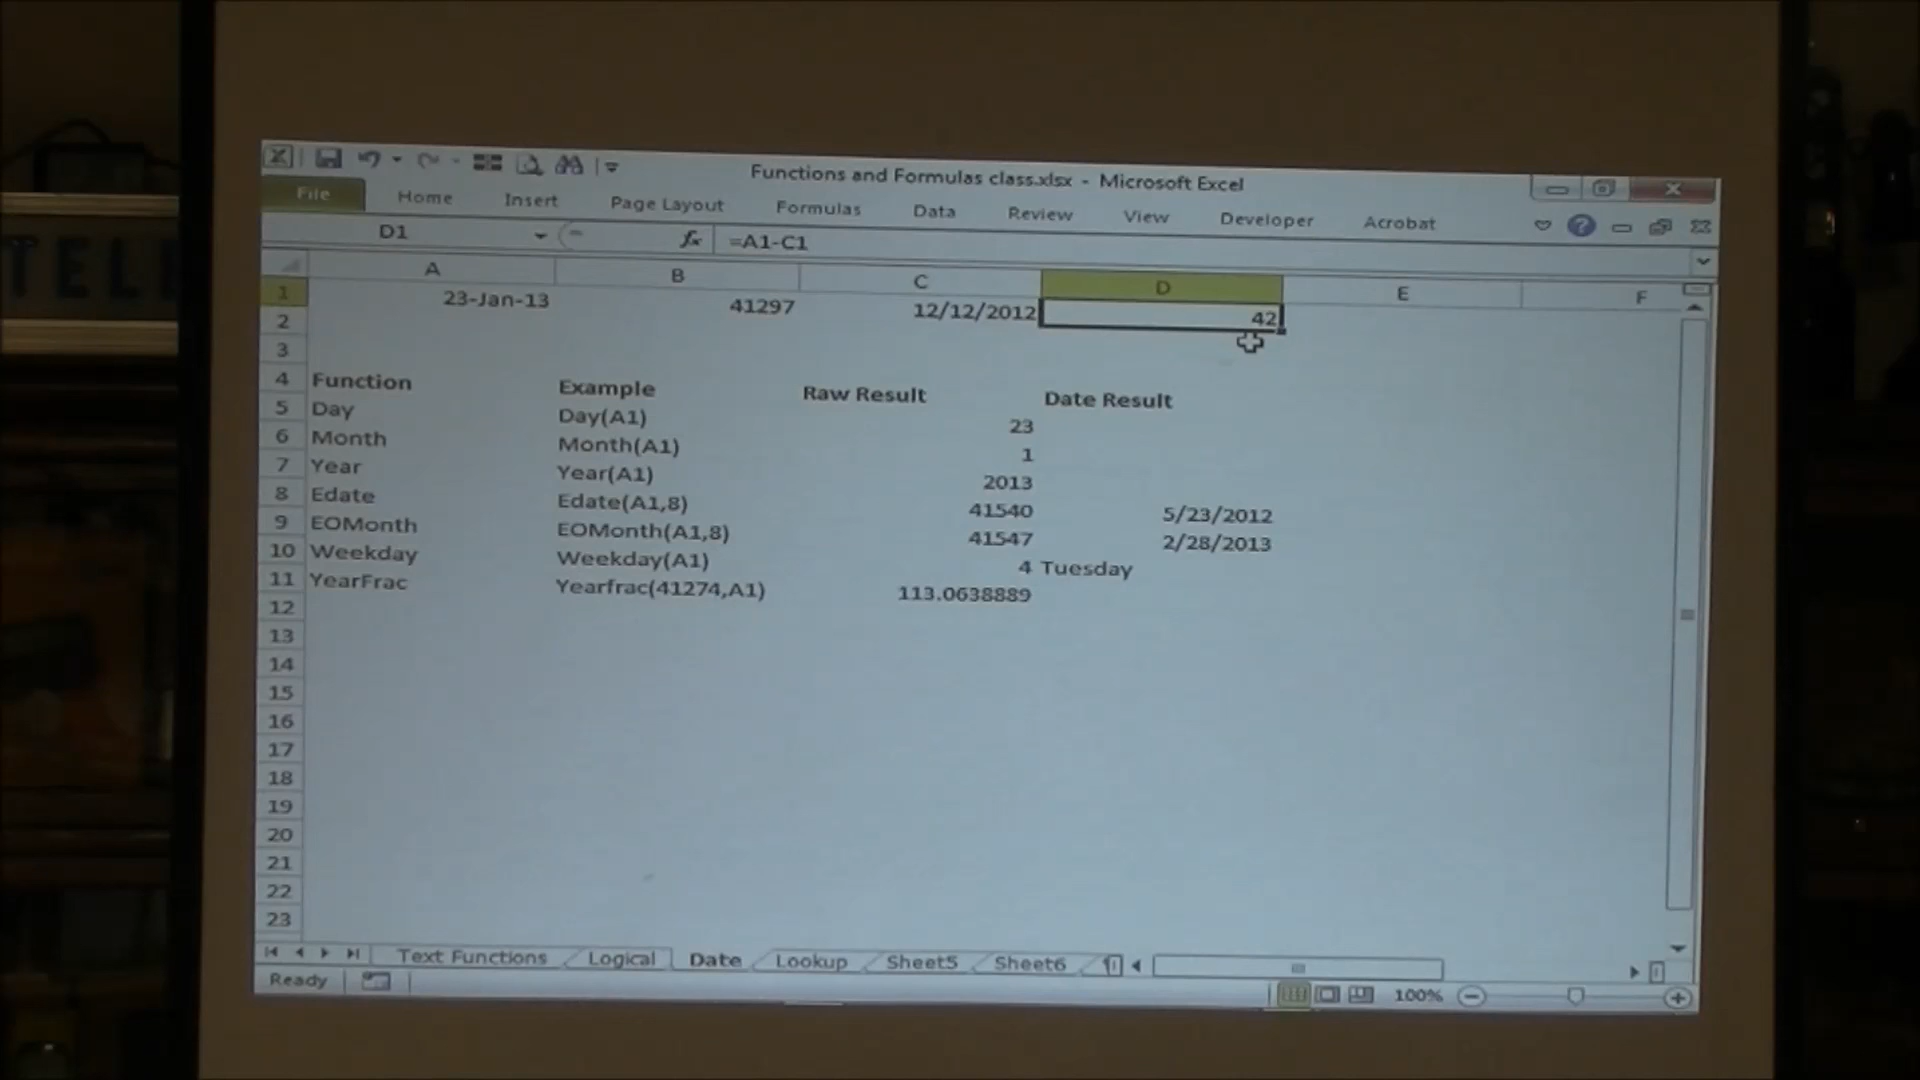 TELE
Functions and Formulas class.xlsx - Microsoft Excel
File Home Insert Page Layout Formulas Data Review View Developer Acrobat
D1 fx =A1-C1
A B C D E F
1 23-Jan-13 41297 12/12/2012 42
2
3
4 Function Example Raw Result Date Result
5 Day Day(A1) 23
6 Month Month(A1) 1
7 Year Year(A1) 2013
8 Edate Edate(A1,8) 41540 5/23/2012
9 EOMonth EOMonth(A1,8) 41547 2/28/2013
10 Weekday Weekday(A1) 4 Tuesday
11 YearFrac Yearfrac(41274,A1) 113.0638889
12
13
14
15
16
17
18
19
20
21
22
23
Text Functions Logical Date Lookup Sheet5 Sheet6
Ready 100%